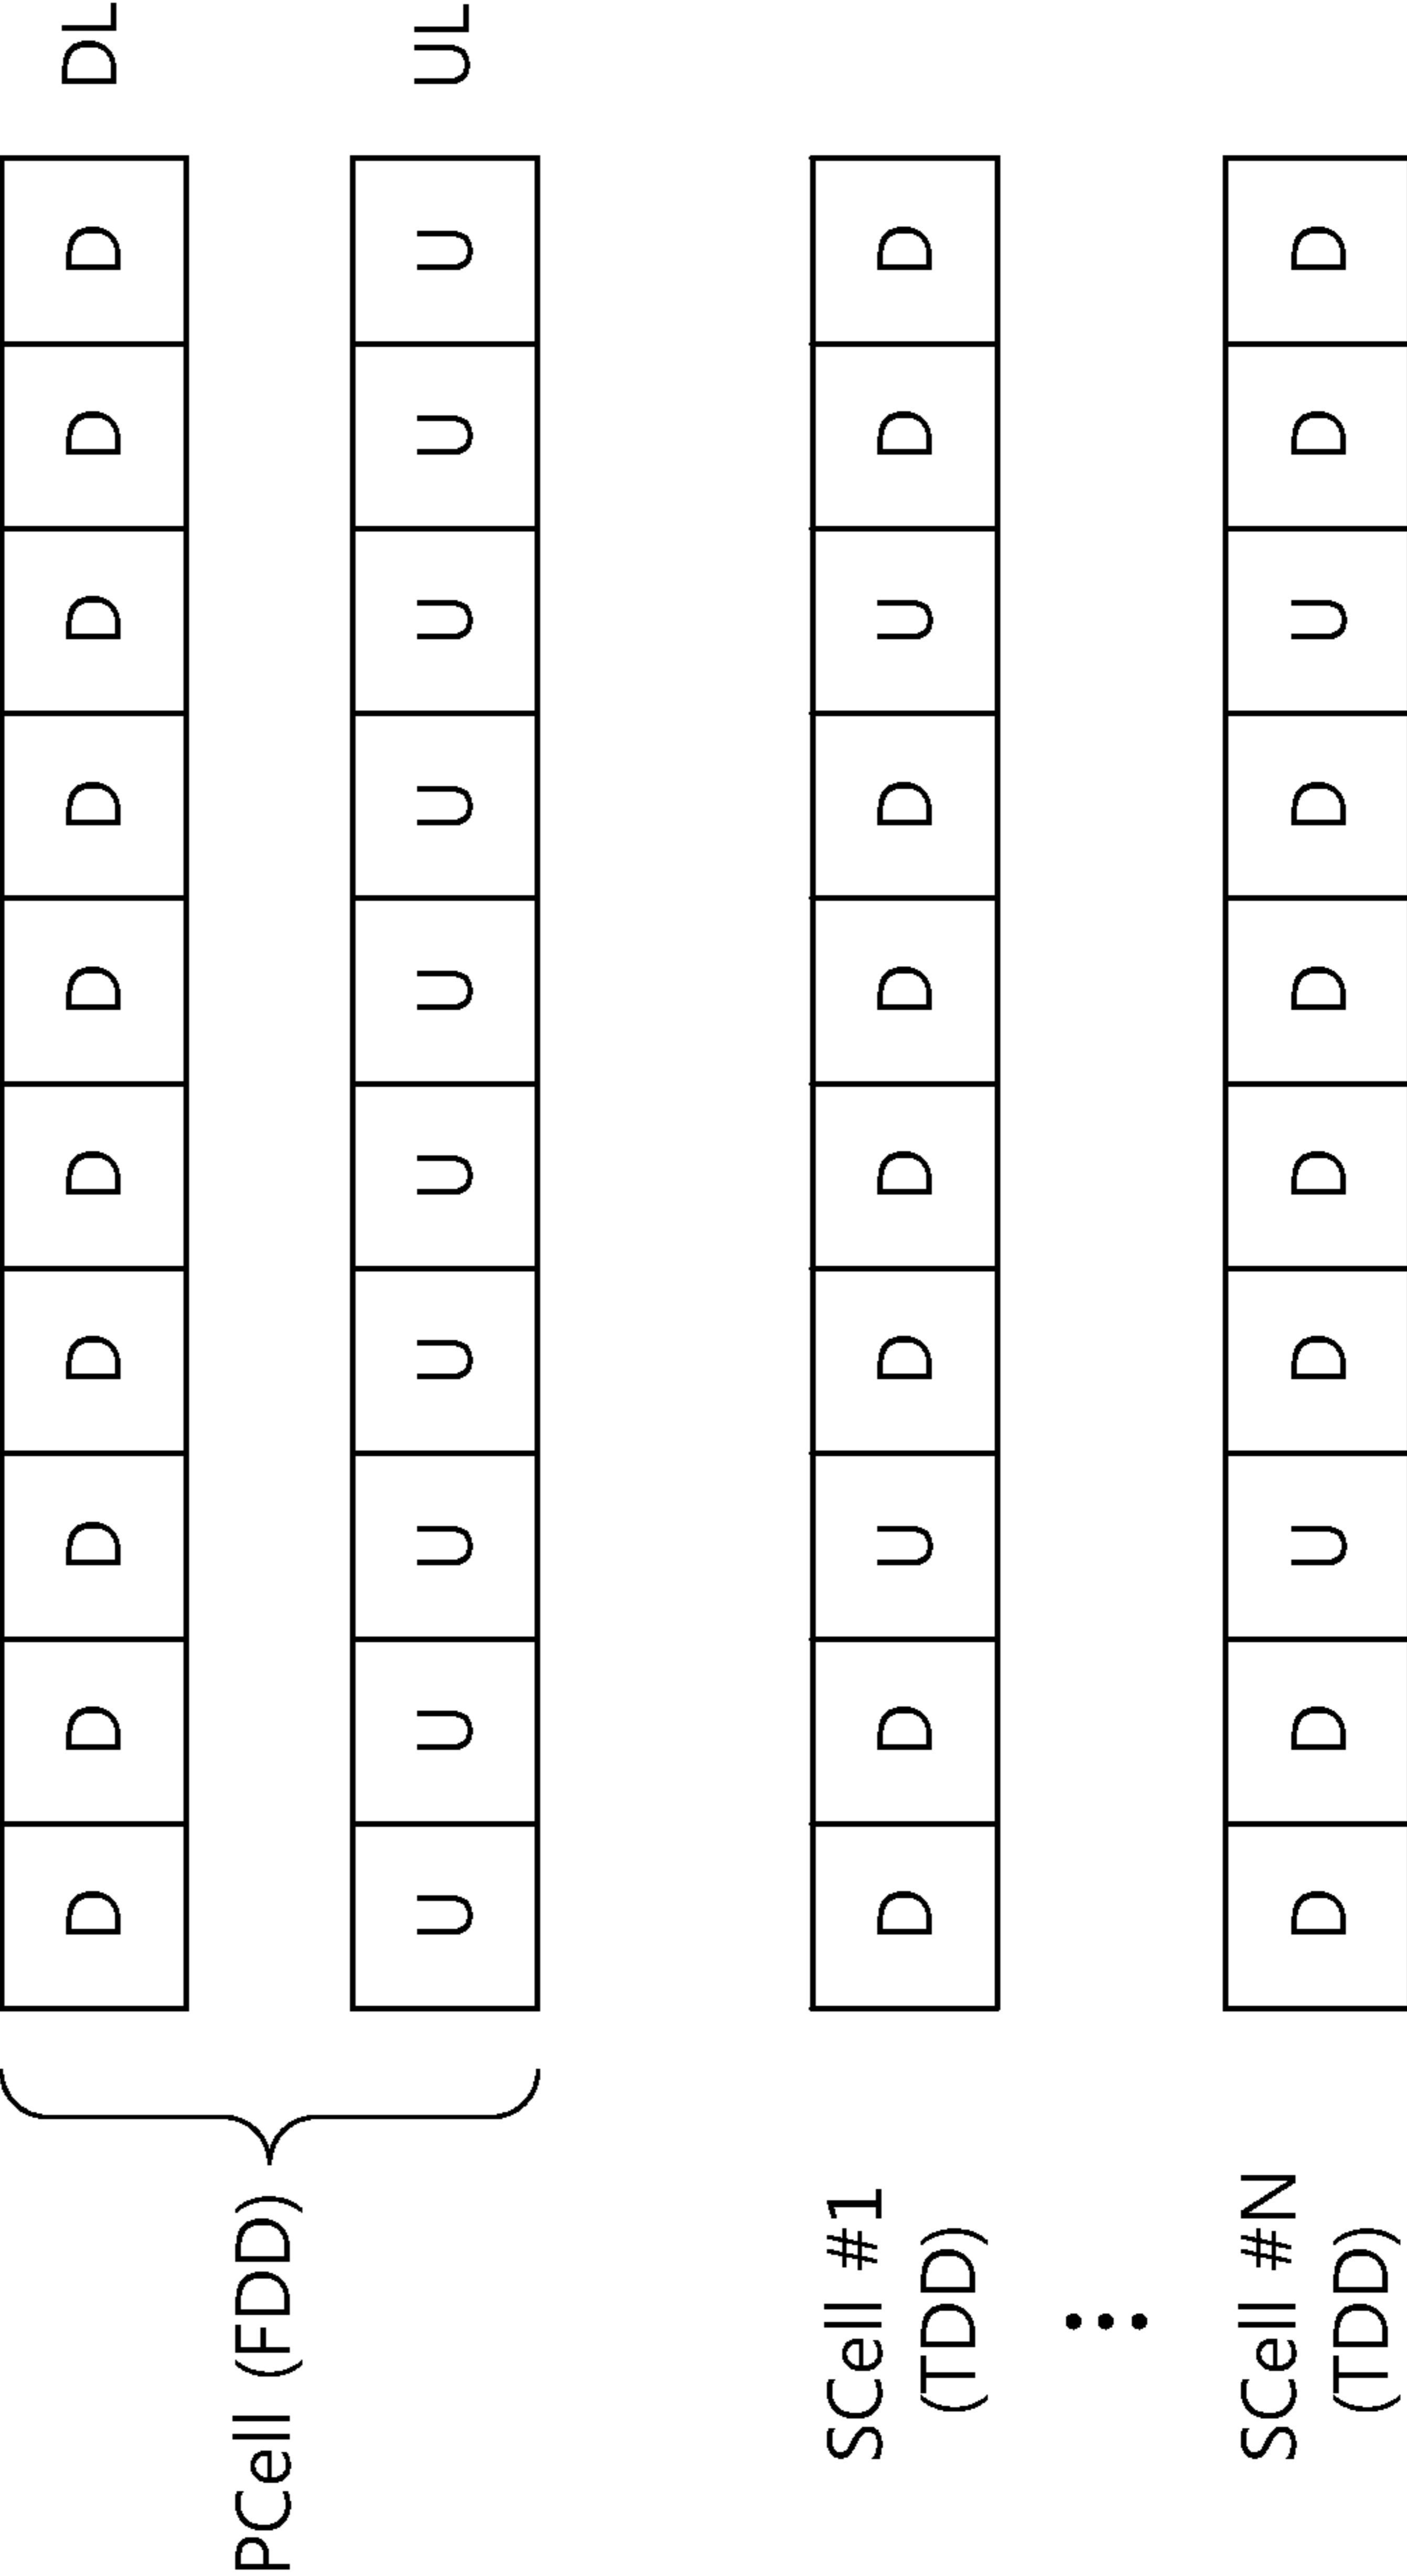 D D D D D D D D D D DL
PCell (FDD)
U U U U U U U U U U UL
SCell #1 D D U D D D D U D D
(TDD)
SCell #N D D U D D D D U D D
(TDD)